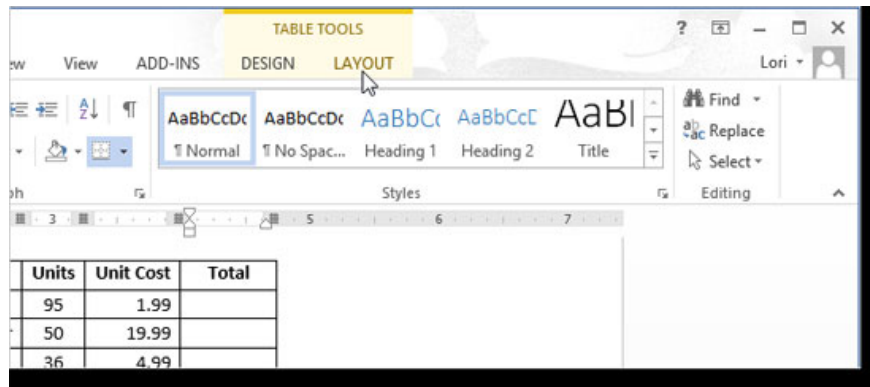 TABLE TOOLS
?
View ADD-INS DESIGN LAYOUT Lori
AaBbCcDc AaBbCcDc AaBbCc AaBbCcD AaBl Find
Replace
¶ Normal ¶ No Spac... Heading 1 Heading 2 Title Select
Styles Editing
3 5 6 7
Units Unit Cost Total
95 1.99
50 19.99
36 4.99